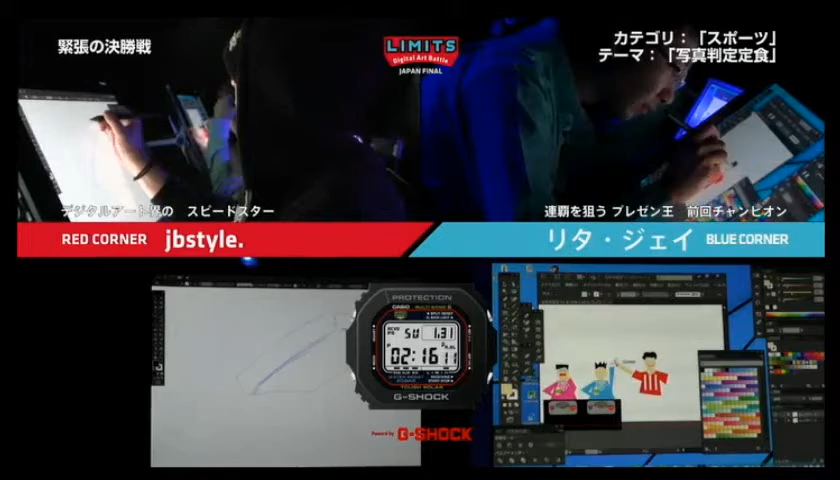 緊張の決勝戦
LIMITS
Digital Art Battle
JAPAN FINAL
カテゴリ:「スポーツ」
テーマ:「写真判定定食」
デジタルアート界の スピードスター
連覇を狙う プレゼン王 前回チャンピオン
RED CORNER jbstyle.
リタ・ジェイ BLUE CORNER
PROTECTION
CASIO
SU 1.31
02:16 11
TOUGH SOLAR
G-SHOCK
Powered by G-SHOCK